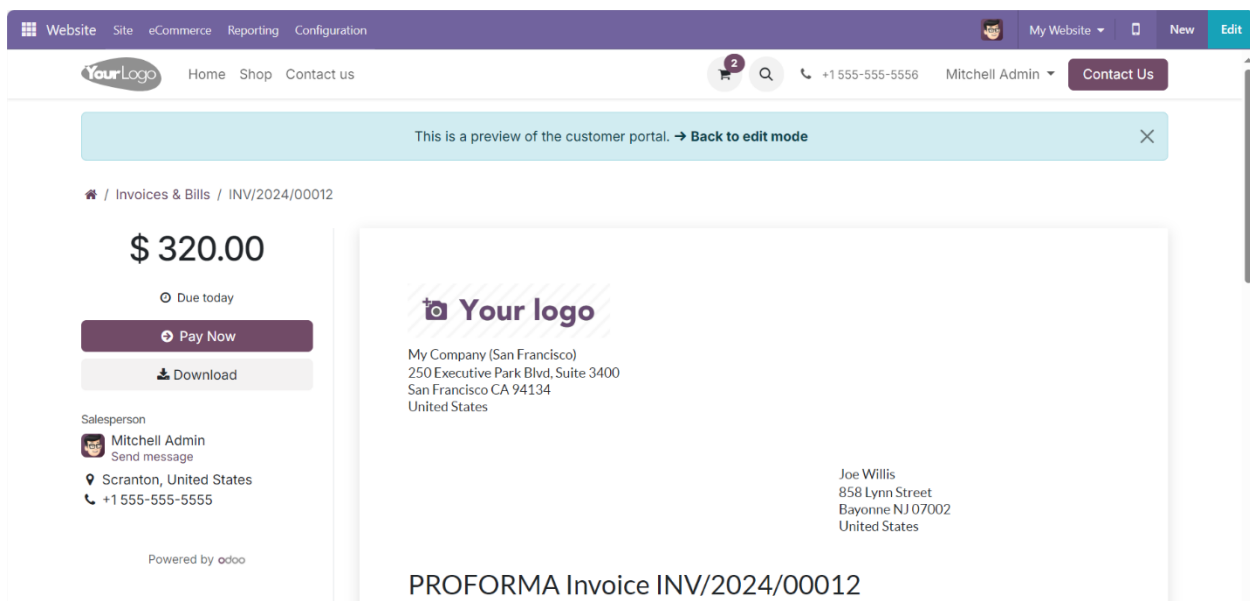 Website Site eCommerce Reporting Configuration My Website New Edit
YourLogo Home Shop Contact us 2 +1 555-555-5556 Mitchell Admin Contact Us
This is a preview of the customer portal. → Back to edit mode
/ Invoices & Bills / INV/2024/00012
$ 320.00
Due today
Pay Now
Download
Salesperson
Mitchell Admin
Send message
Scranton, United States
+1 555-555-5555
Powered by odoo
Your logo
My Company (San Francisco)
250 Executive Park Blvd, Suite 3400
San Francisco CA 94134
United States
Joe Willis
858 Lynn Street
Bayonne NJ 07002
United States
PROFORMA Invoice INV/2024/00012